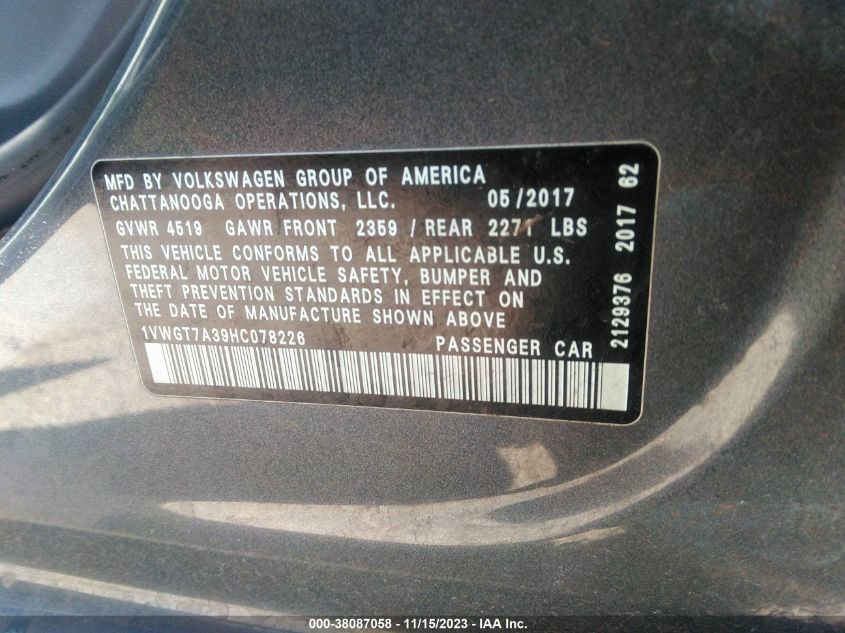 MFD BY VOLKSWAGEN GROUP OF AMERICA
CHATTANOOGA OPERATIONS, LLC. 05/2017
GVWR 4519 GAWR FRONT 2359 / REAR 2271 LBS
THIS VEHICLE CONFORMS TO ALL APPLICABLE U.S.
FEDERAL MOTOR VEHICLE SAFETY, BUMPER AND
THEFT PREVENTION STANDARDS IN EFFECT ON
THE DATE OF MANUFACTURE SHOWN ABOVE
1VWGT7A39HC078226 PASSENGER CAR
2129376 2017 62
000-38087058 - 11/15/2023 - IAA Inc.